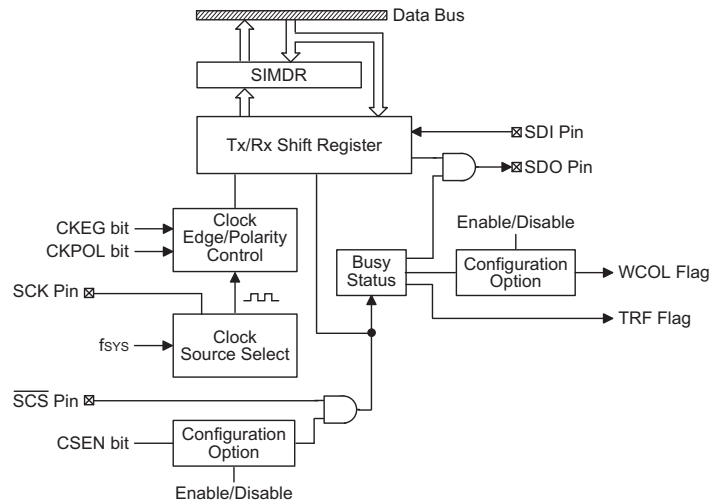 Data Bus
SIMDR
Tx/Rx Shift Register
SDI Pin
SDO Pin
CKEG bit
CKPOL bit
Clock
Edge/Polarity
Control
Enable/Disable
Busy
Status
Configuration
Option
WCOL Flag
SCK Pin
TRF Flag
fSYS
Clock
Source Select
SCS Pin
CSEN bit
Configuration
Option
Enable/Disable